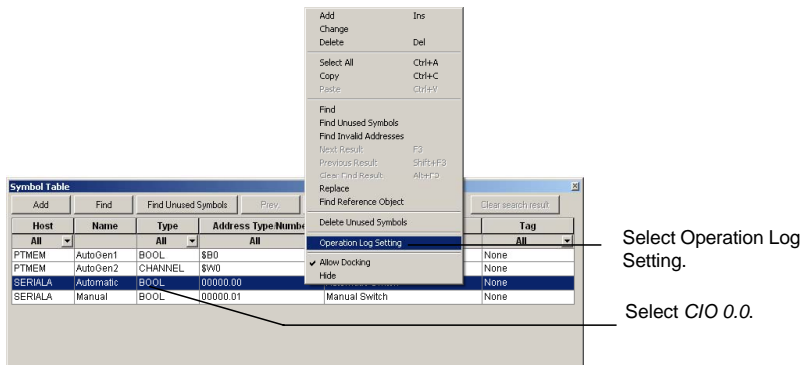 Add Ins
Change
Delete Del
Select All Ctrl+A
Copy Ctrl+C
Paste Ctrl+V
Find
Find Unused Symbols
Find Invalid Addresses
Next Result F3
Previous Result Shift+F3
Clear Find Result Alt+F3
Replace
Find Reference Object
Delete Unused Symbols
Operation Log Setting
Allow Docking
Hide
Symbol Table
Add Find Find Unused Symbols Prev. Clear search result
Host Name Type Address Type/Numbe Tag
All All All All
PTMEM AutoGen1 BOOL $B0 None
PTMEM AutoGen2 CHANNEL $W0 None
SERIALA Automatic BOOL 00000.00 None
SERIALA Manual BOOL 00000.01 Manual Switch None
Select Operation Log
Setting.
Select CIO 0.0.